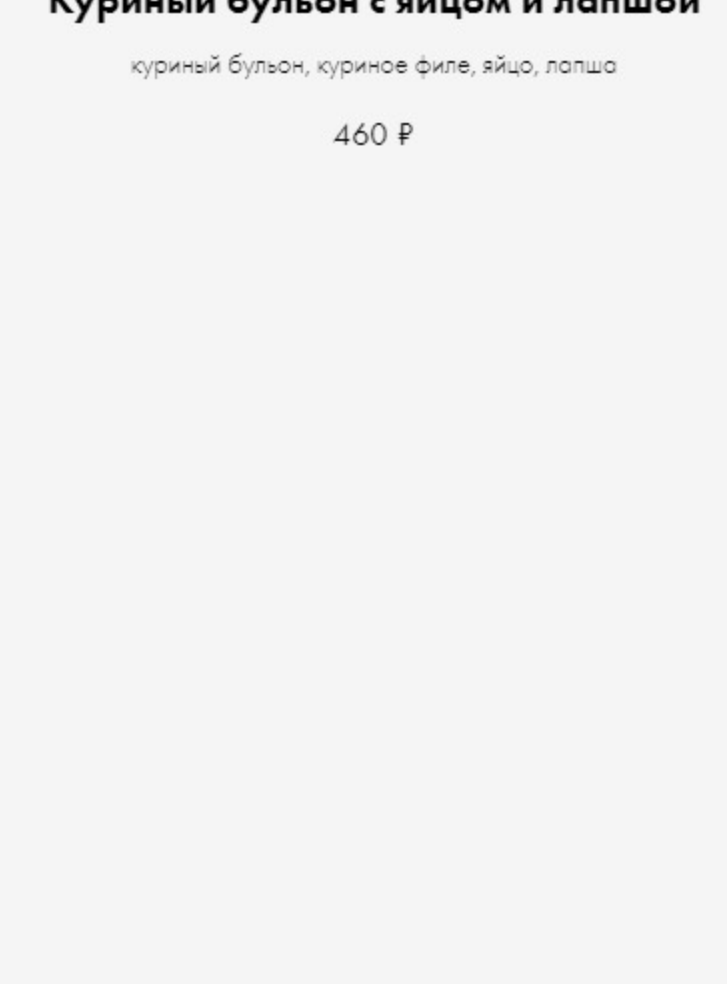 Куриный бульон с яйцом и лапшой
куриный бульон, куриное филе, яйцо, лапша
460 ₽